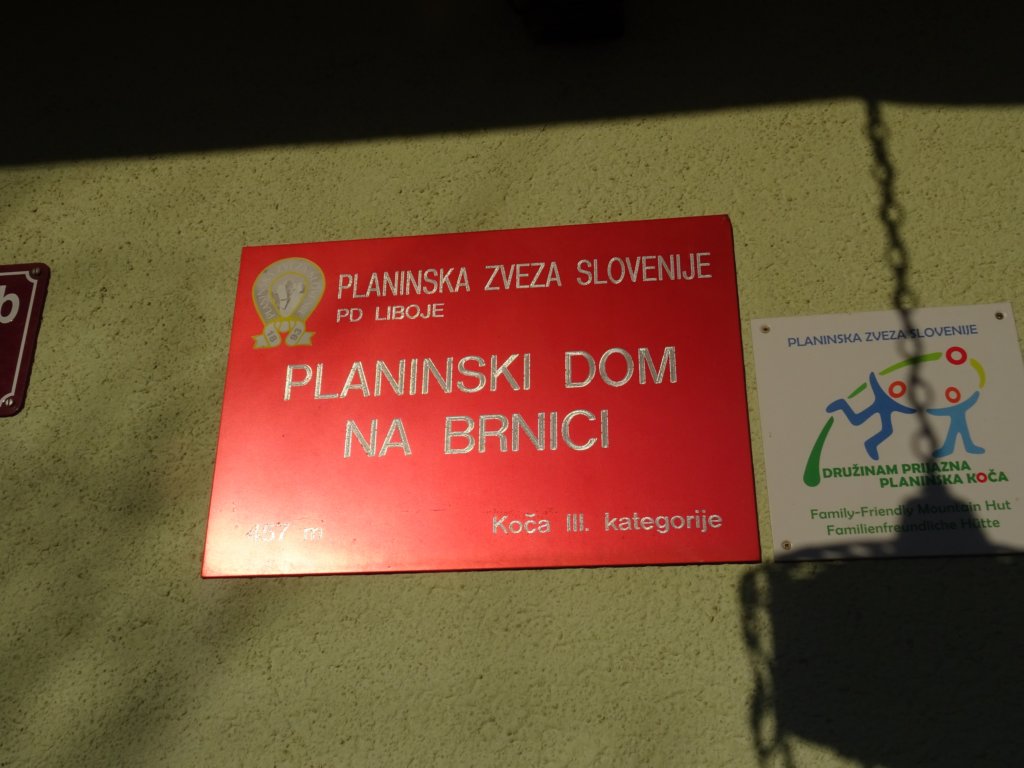 b
PLANINSKA ZVEZA SLOVENIJE
PD LIBOJE
PLANINSKI DOM
NA BRNICI
457 m
Koča III. kategorije
PLANINSKA ZVEZA SLOVENIJE
DRUŽINAM PRIJAZNA
PLANINSKA KOČA
Family-Friendly Mountain Hut
Familienfreundliche Hütte